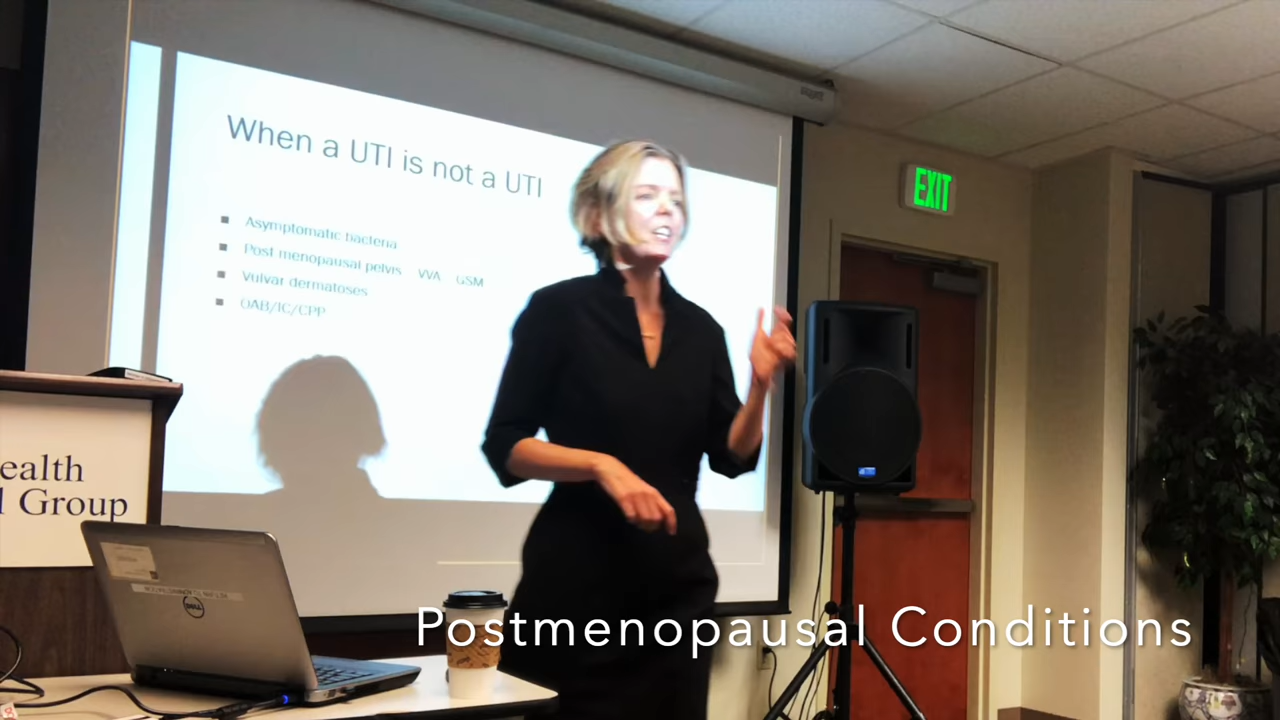 When a UTI is not a UTI
Asymptomatic bacteria
Post menopausal pelvis VVA GSM
Vulvar dermatoses
OAB/IC/CPP
EXIT
ealth
l Group
DELL
Postmenopausal Conditions